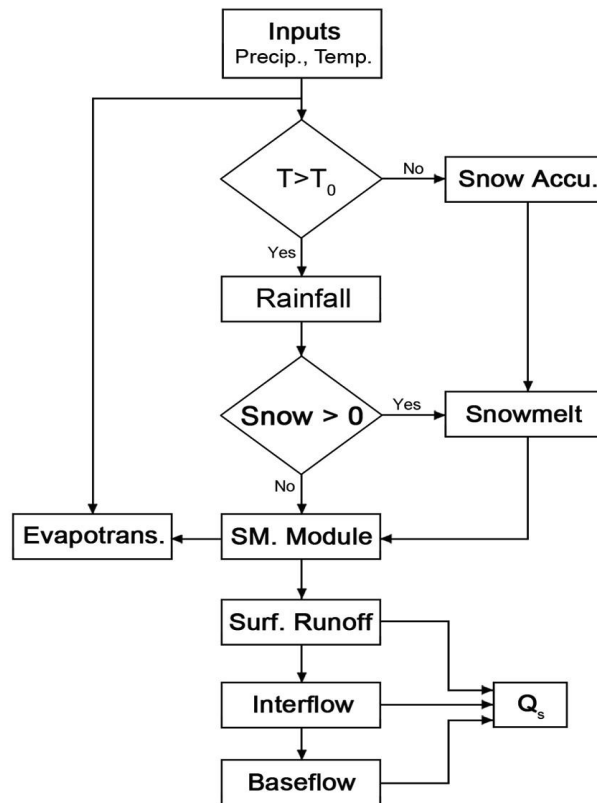 Inputs
Precip., Temp.
T>T₀
No
Snow Accu.
Yes
Rainfall
Snow > 0
Yes
Snowmelt
No
Evapotrans.
SM. Module
Surf. Runoff
Interflow
Qₛ
Baseflow